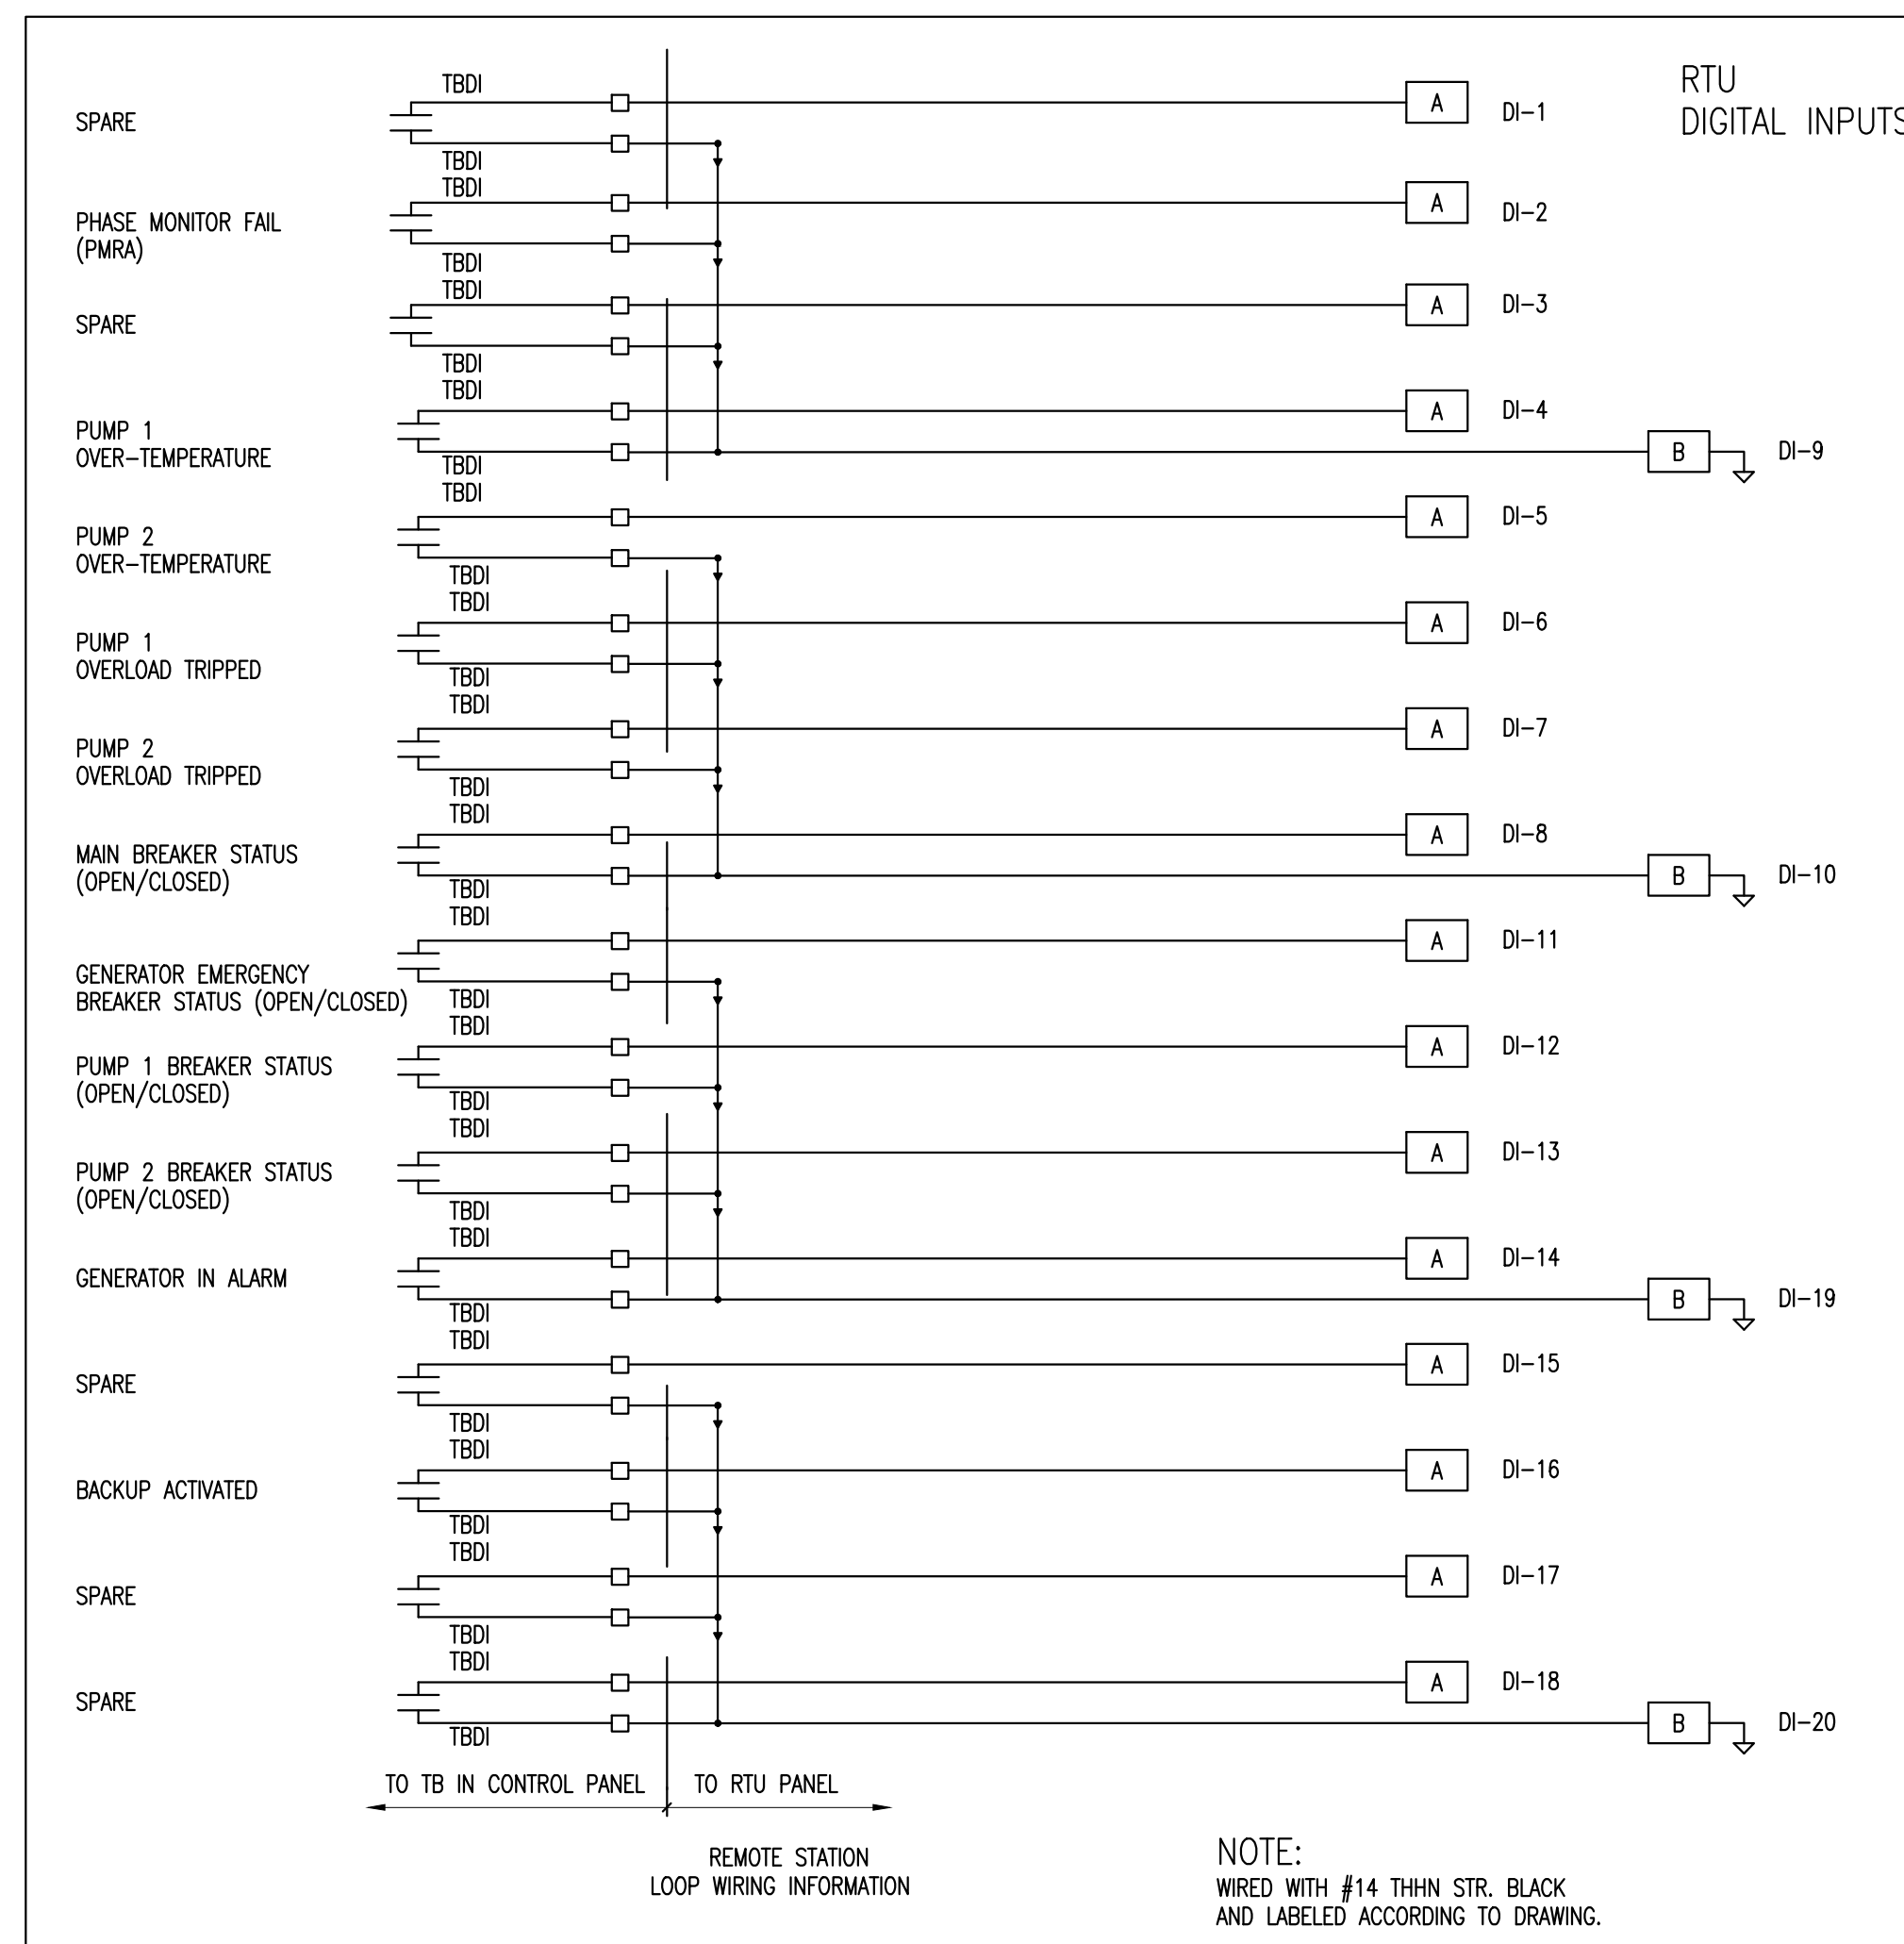 RTU
DIGITAL INPUTS
TBDI
SPARE
A
DI-1
TBDI
TBDI
PHASE MONITOR FAIL
(PMRA)
A
DI-2
TBDI
TBDI
SPARE
A
DI-3
TBDI
TBDI
PUMP 1
OVER-TEMPERATURE
A
DI-4
B
DI-9
TBDI
TBDI
PUMP 2
OVER-TEMPERATURE
A
DI-5
TBDI
TBDI
PUMP 1
OVERLOAD TRIPPED
A
DI-6
TBDI
TBDI
PUMP 2
OVERLOAD TRIPPED
A
DI-7
TBDI
TBDI
MAIN BREAKER STATUS
(OPEN/CLOSED)
A
DI-8
B
DI-10
TBDI
TBDI
GENERATOR EMERGENCY
BREAKER STATUS (OPEN/CLOSED)
A
DI-11
TBDI
TBDI
PUMP 1 BREAKER STATUS
(OPEN/CLOSED)
A
DI-12
TBDI
TBDI
PUMP 2 BREAKER STATUS
(OPEN/CLOSED)
A
DI-13
TBDI
TBDI
GENERATOR IN ALARM
A
DI-14
B
DI-19
TBDI
TBDI
SPARE
A
DI-15
TBDI
TBDI
BACKUP ACTIVATED
A
DI-16
TBDI
TBDI
SPARE
A
DI-17
TBDI
TBDI
SPARE
A
DI-18
B
DI-20
TBDI
TO TB IN CONTROL PANEL
TO RTU PANEL
REMOTE STATION
LOOP WIRING INFORMATION
NOTE:
WIRED WITH #14 THHN STR. BLACK
AND LABELED ACCORDING TO DRAWING.